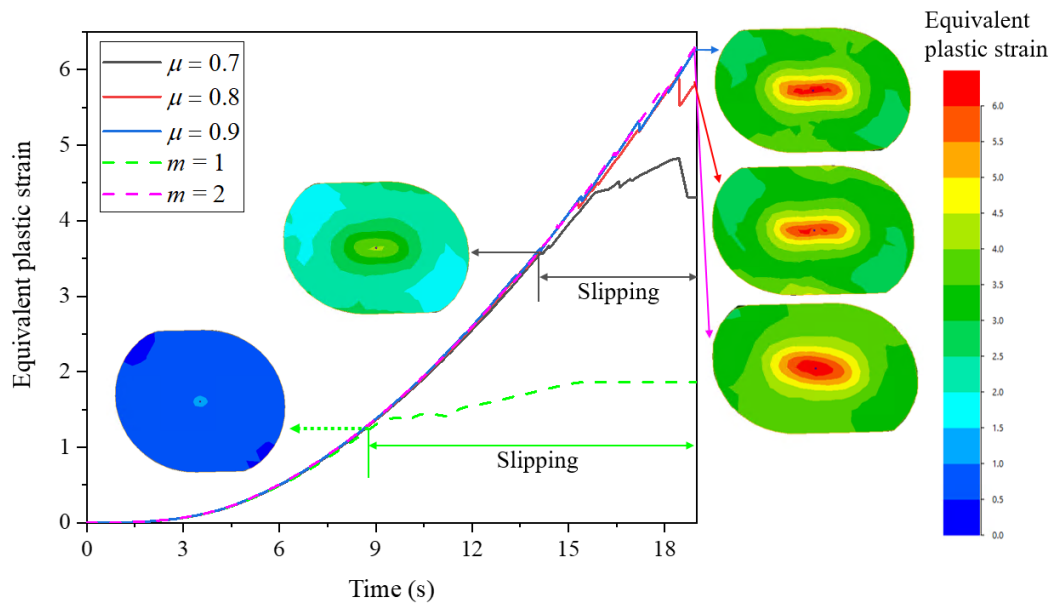 Equivalent
plastic strain
6.0
5.5
5.0
4.5
4.0
3.5
3.0
2.5
2.0
1.5
1.0
0.5
0.0
μ = 0.7
μ = 0.8
μ = 0.9
m = 1
m = 2
Equivalent plastic strain
6
5
4
3
2
1
0
Slipping
Slipping
0
3
6
9
12
15
18
Time (s)